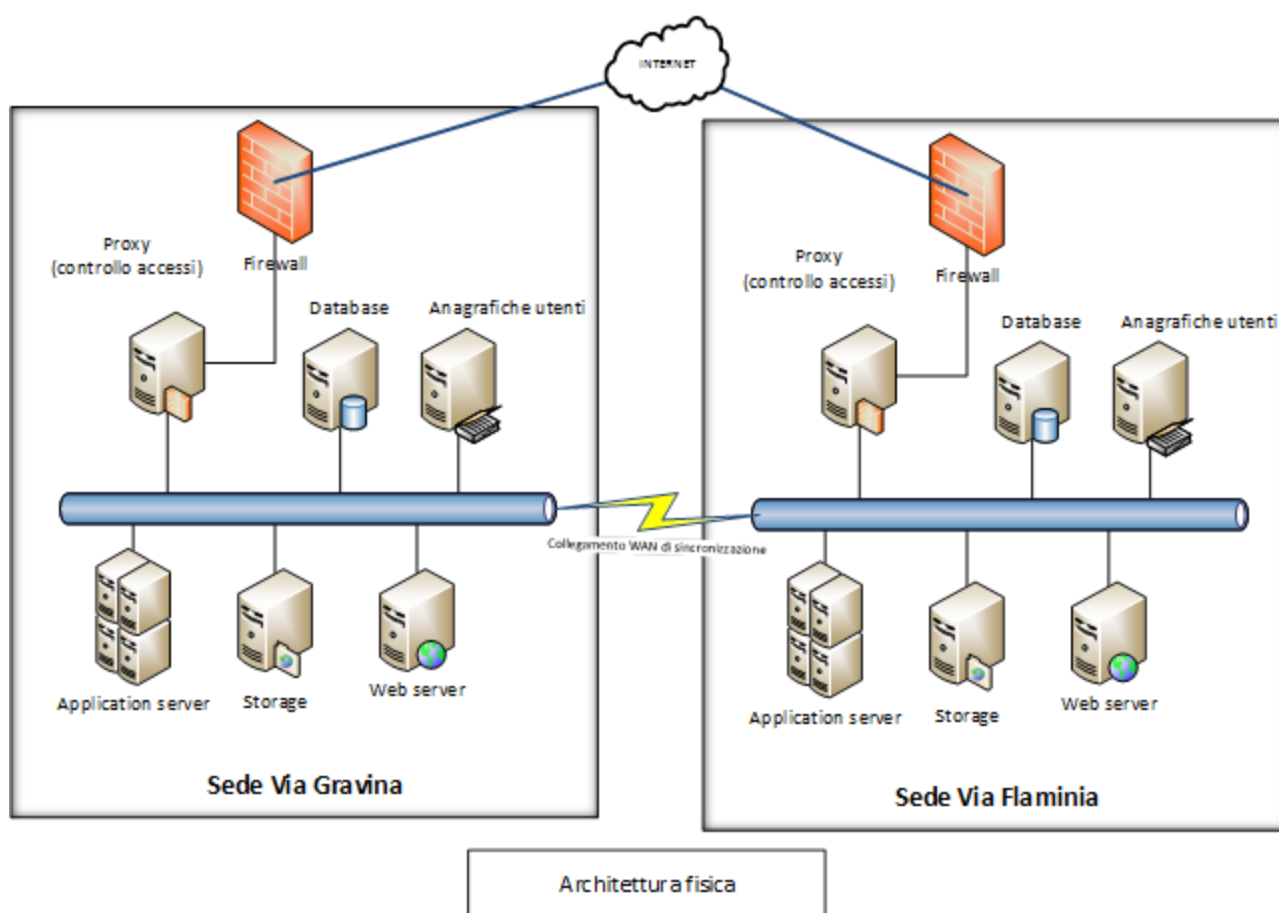 INTERNET
Proxy
(controllo accessi)
Firewall
Database
Anagrafiche utenti
Application server
Storage
Web server
Sede Via Gravina
Collegamento WAN di sincronizzazione
Proxy
(controllo accessi)
Firewall
Database
Anagrafiche utenti
Application server
Storage
Web server
Sede Via Flaminia
Architettura fisica